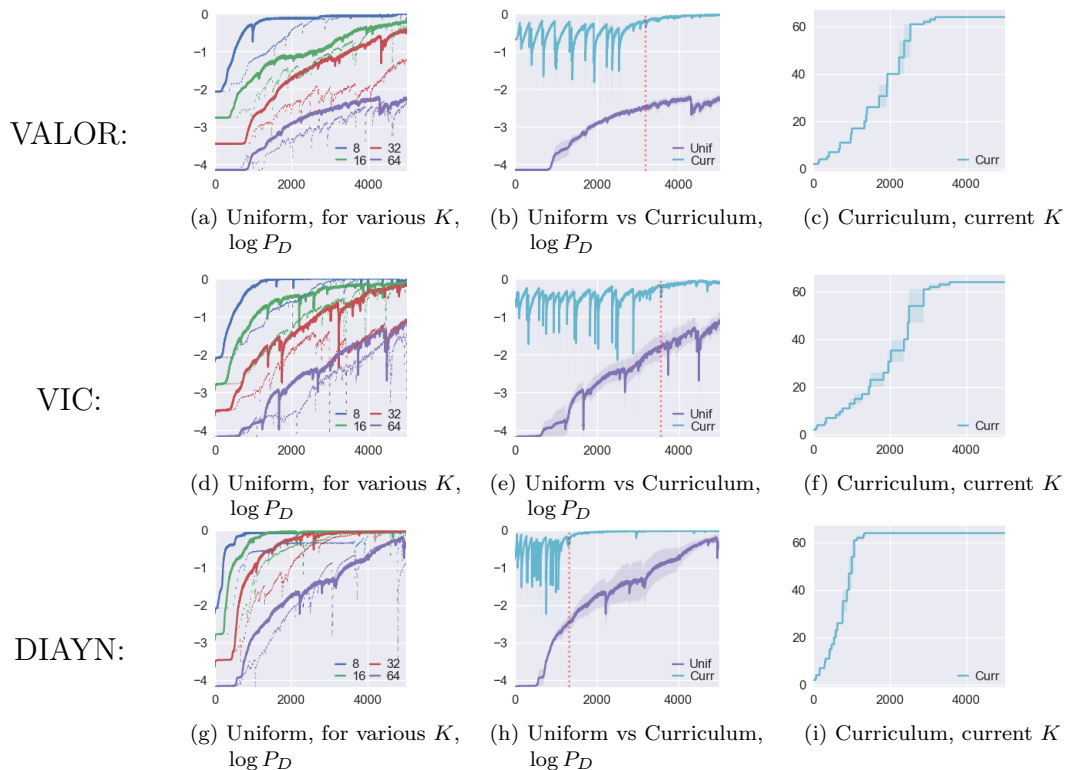 VALOR:
0
−1
−2
−3
−4
0 2000 4000
8 32
16 64
(a) Uniform, for various K,
log P_D
0
−1
−2
−3
−4
0 2000 4000
Unif
Curr
(b) Uniform vs Curriculum,
log P_D
60
40
20
0
0 2000 4000
Curr
(c) Curriculum, current K
VIC:
0
−1
−2
−3
−4
0 2000 4000
8 32
16 64
(d) Uniform, for various K,
log P_D
0
−1
−2
−3
−4
0 2000 4000
Unif
Curr
(e) Uniform vs Curriculum,
log P_D
60
40
20
0
0 2000 4000
Curr
(f) Curriculum, current K
DIAYN:
0
−1
−2
−3
−4
0 2000 4000
8 32
16 64
(g) Uniform, for various K,
log P_D
0
−1
−2
−3
−4
0 2000 4000
Unif
Curr
(h) Uniform vs Curriculum,
log P_D
60
40
20
0
0 2000 4000
Curr
(i) Curriculum, current K